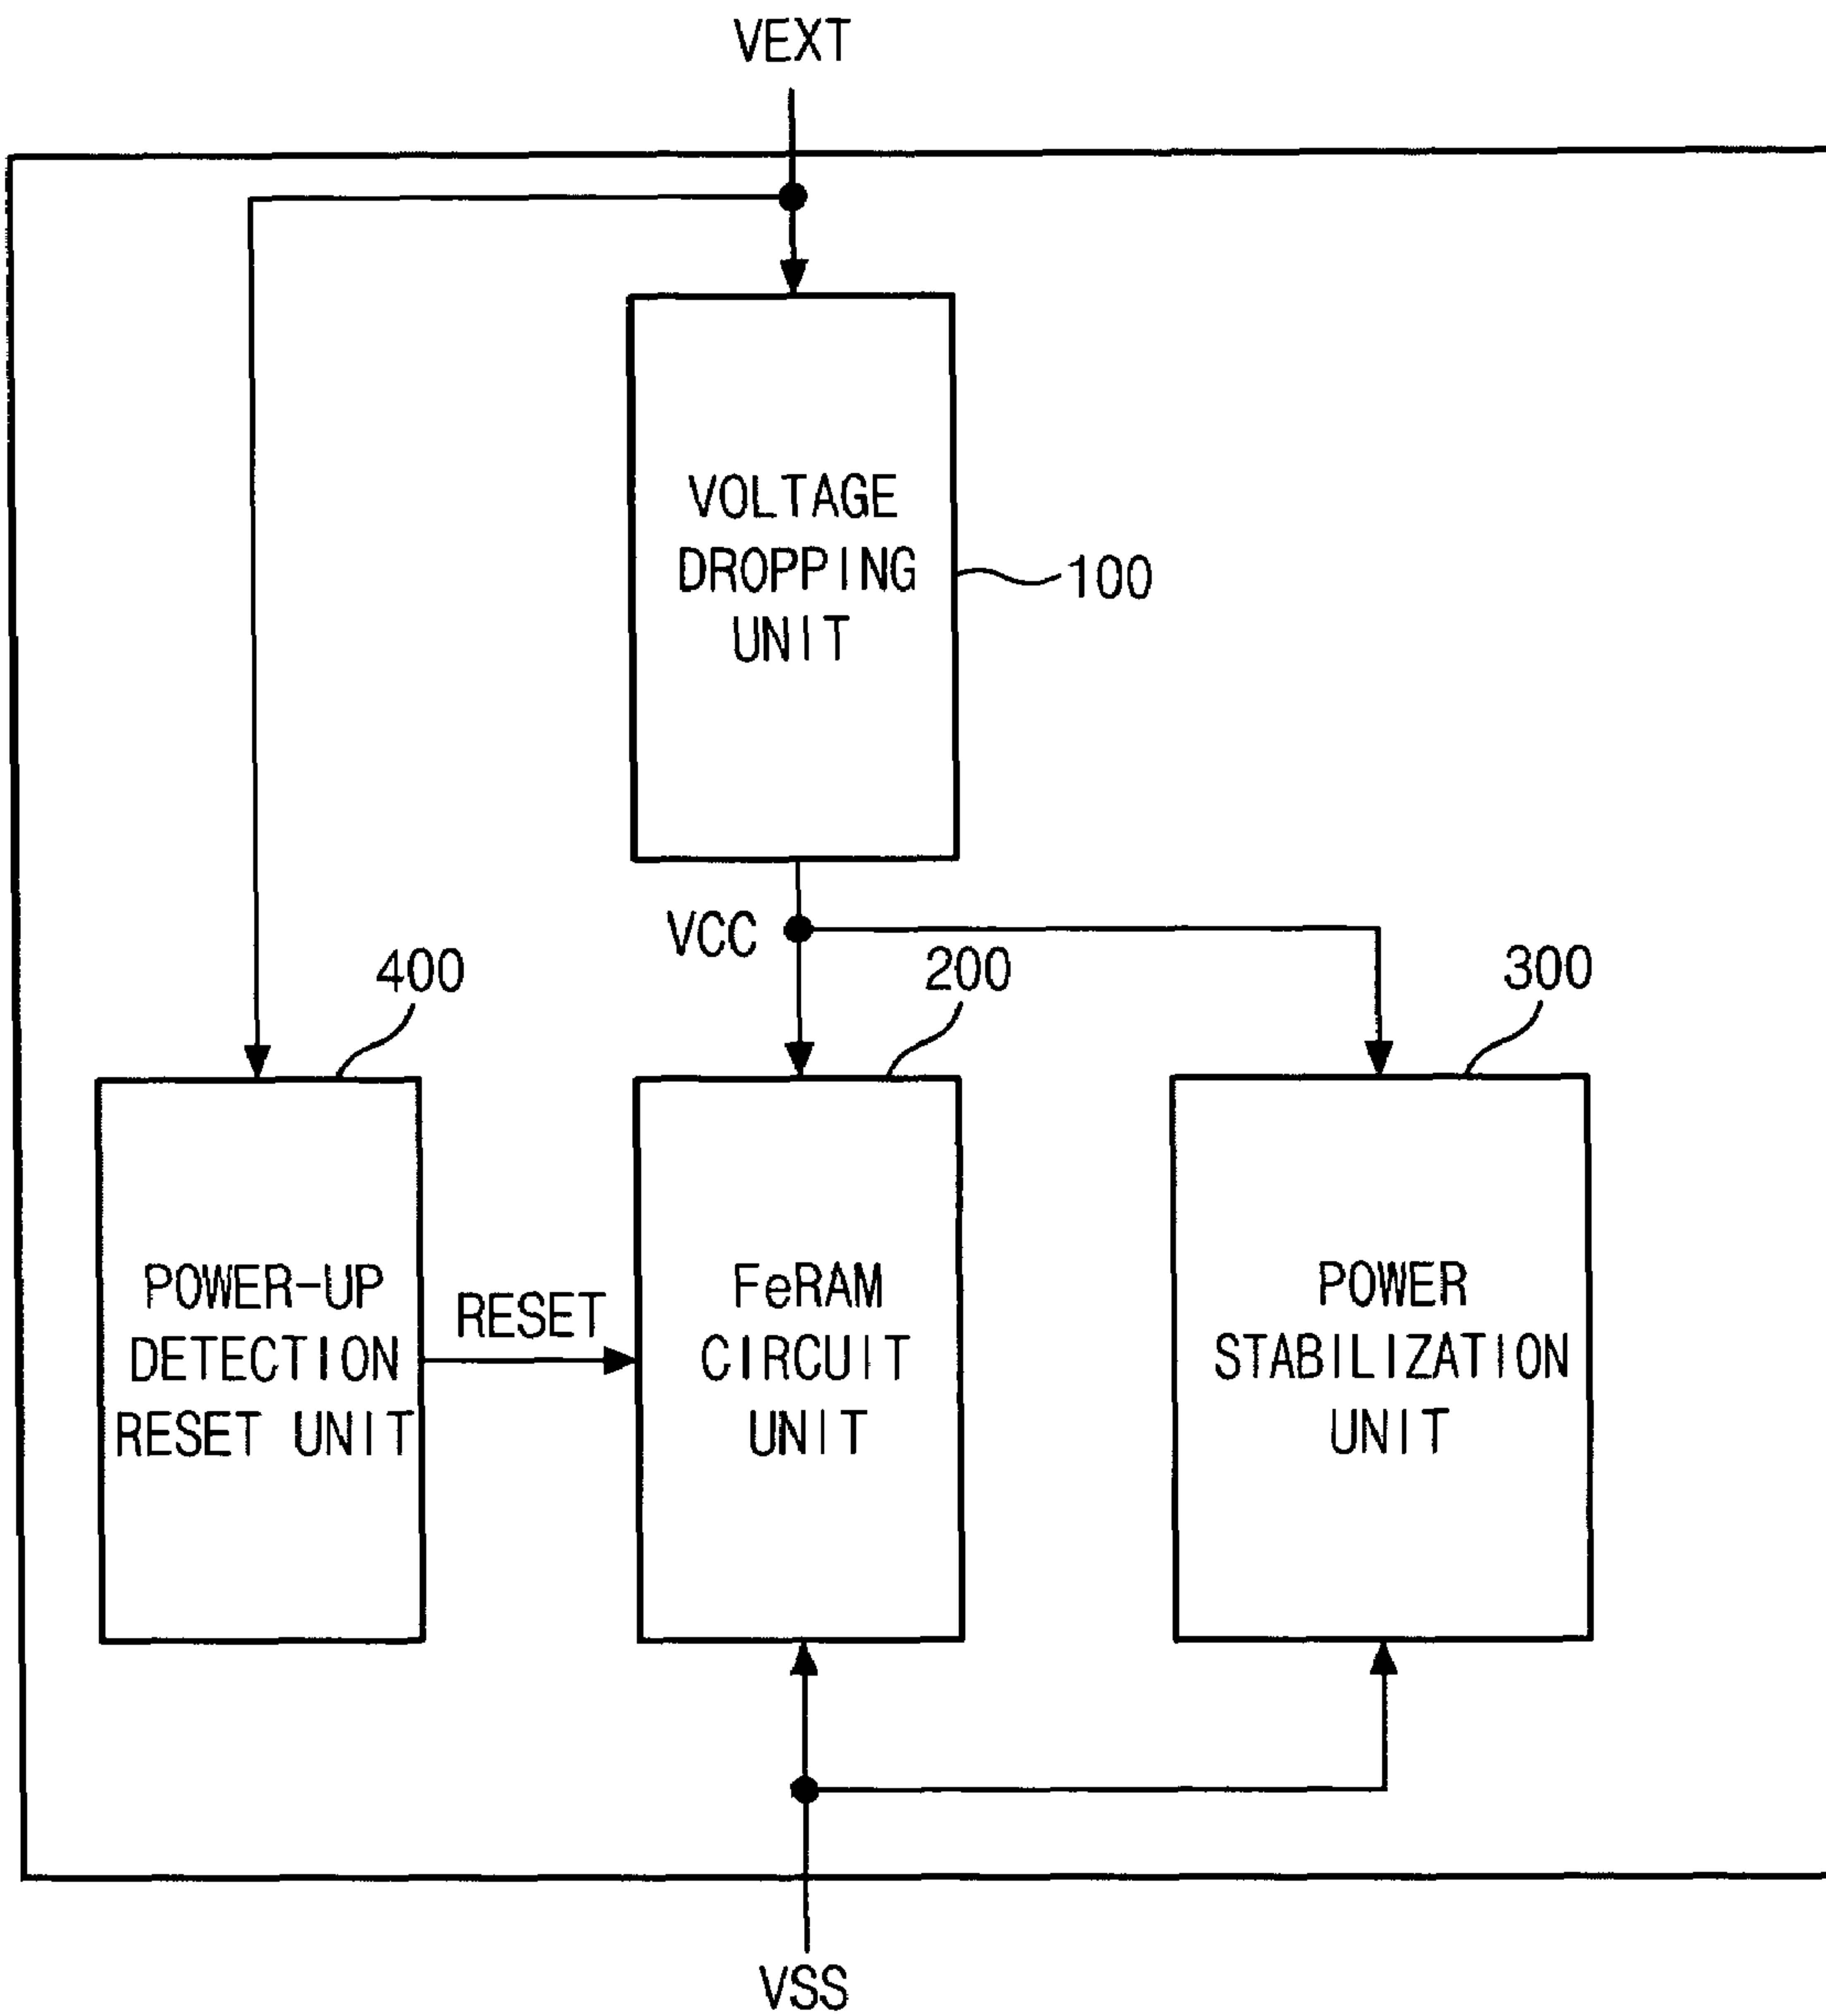 VEXT
VOLTAGE
DROPPING
UNIT
100
VCC
400
200
300
POWER-UP
DETECTION
RESET UNIT
RESET
FeRAM
CIRCUIT
UNIT
POWER
STABILIZATION
UNIT
VSS